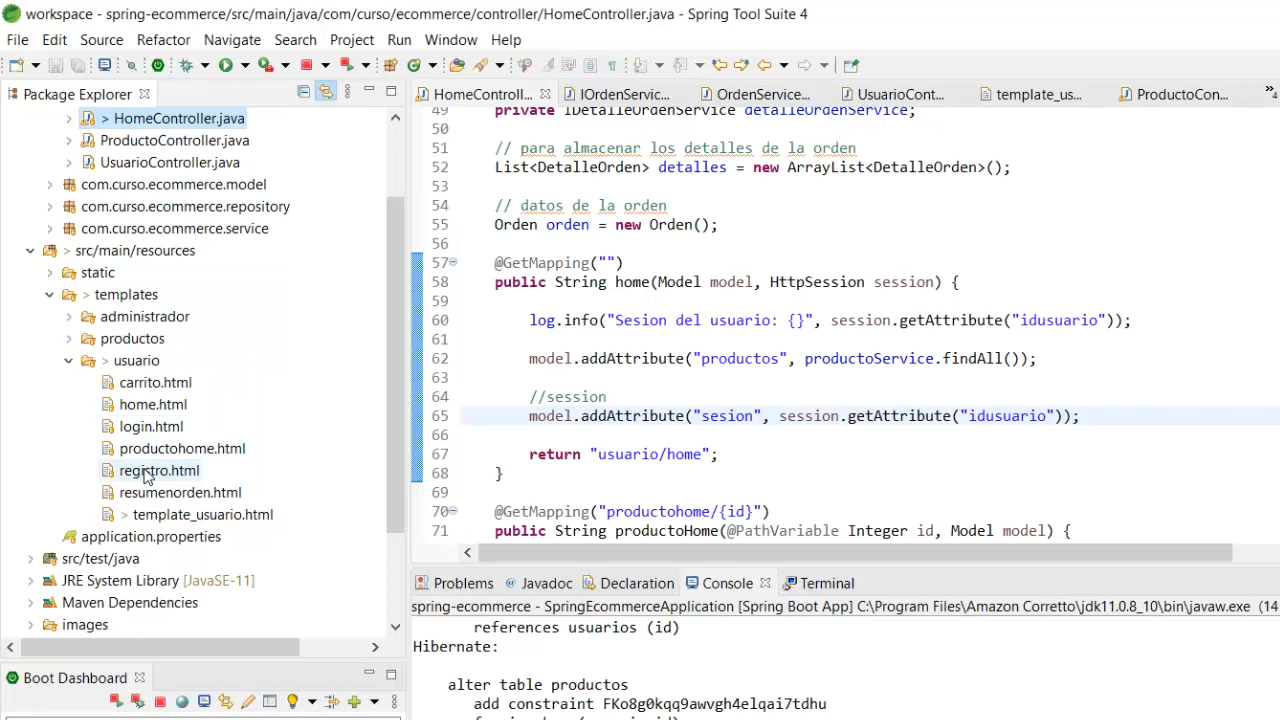 workspace - spring-ecommerce/src/main/java/com/curso/ecommerce/controller/HomeController.java - Spring Tool Suite 4
File Edit Source Refactor Navigate Search Project Run Window Help
Package Explorer
> HomeController.java
ProductoController.java
UsuarioController.java
com.curso.ecommerce.model
com.curso.ecommerce.repository
com.curso.ecommerce.service
> src/main/resources
static
> templates
administrador
productos
> usuario
carrito.html
home.html
login.html
productohome.html
registro.html
resumenorden.html
> template_usuario.html
application.properties
src/test/java
JRE System Library [JavaSE-11]
Maven Dependencies
images
Boot Dashboard
HomeControll... IOrdenServic... OrdenService... UsuarioCont... template_us... ProductoCon... »4
49 private IDetalleOrdenService detalleOrdenService;
50
51 // para almacenar los detalles de la orden
52 List<DetalleOrden> detalles = new ArrayList<DetalleOrden>();
53
54 // datos de la orden
55 Orden orden = new Orden();
56
57 @GetMapping("")
58 public String home(Model model, HttpSession session) {
59
60 log.info("Sesion del usuario: {}", session.getAttribute("idusuario"));
61
62 model.addAttribute("productos", productoService.findAll());
63
64 //session
65 model.addAttribute("sesion", session.getAttribute("idusuario"));
66
67 return "usuario/home";
68 }
69
70 @GetMapping("productohome/{id}")
71 public String productoHome(@PathVariable Integer id, Model model) {
Problems @ Javadoc Declaration Console Terminal
spring-ecommerce - SpringEcommerceApplication [Spring Boot App] C:\Program Files\Amazon Corretto\jdk11.0.8_10\bin\javaw.exe (14
references usuarios (id)
Hibernate:
alter table productos
add constraint FKo8g0kqq9awvgh4elqai7tdhu